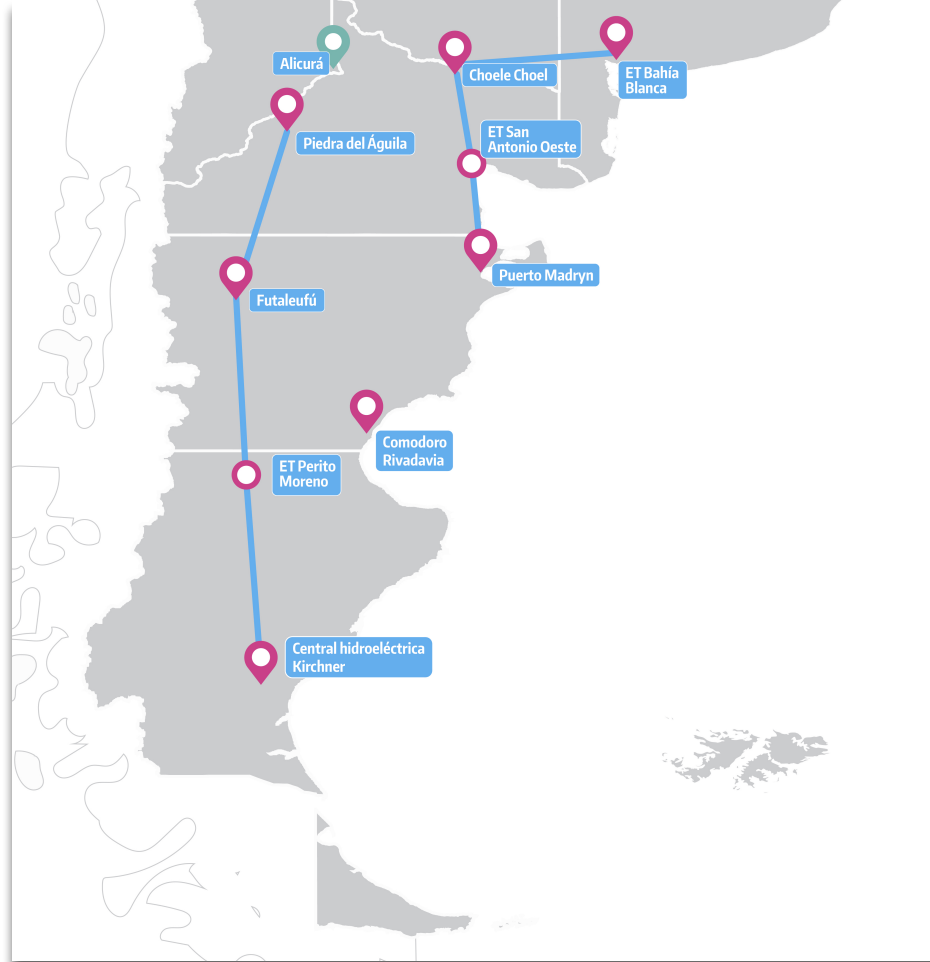 Alicurá
Choele Choel
ET Bahía
Blanca
Piedra del Águila
ET San
Antonio Oeste
Puerto Madryn
Futaleufú
Comodoro
Rivadavia
ET Perito
Moreno
Central hidroeléctrica
Kirchner